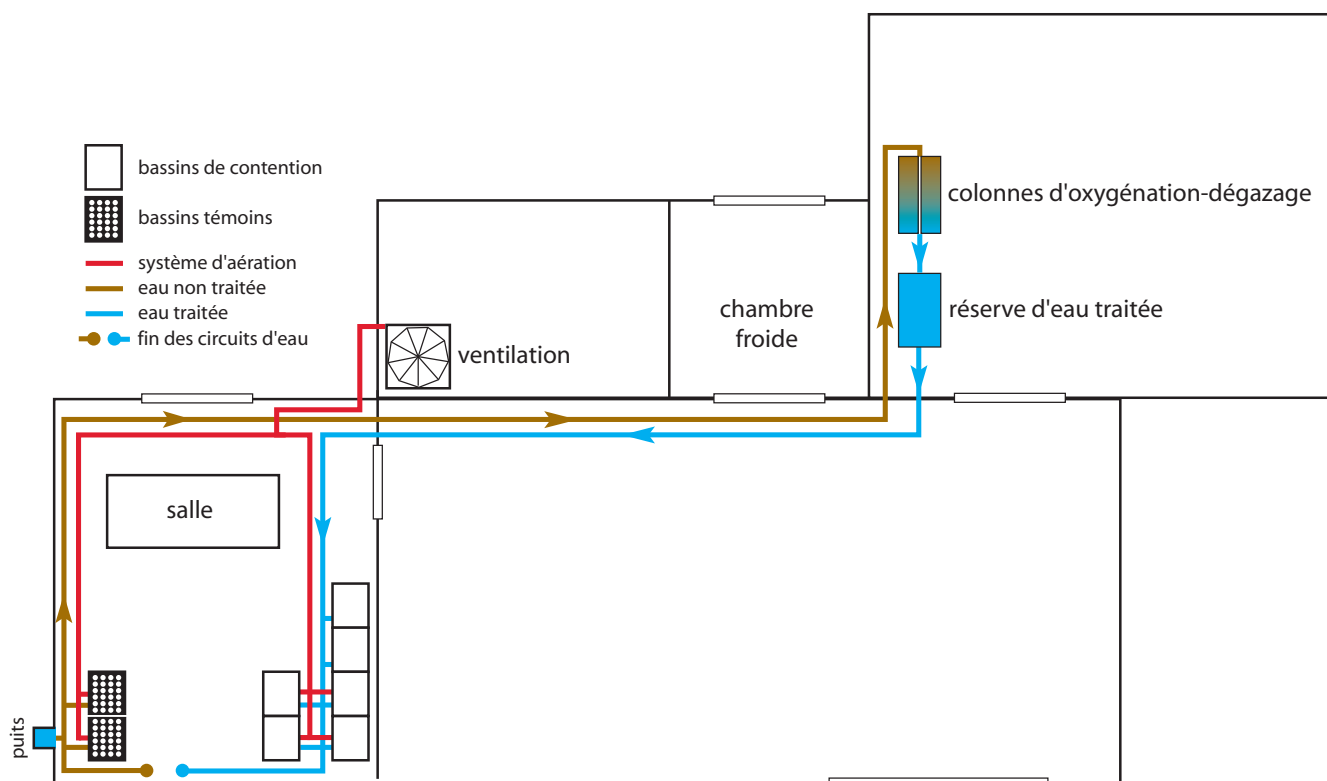 bassins de contention
bassins témoins
système d'aération
eau non traitée
eau traitée
fin des circuits d'eau
colonnes d'oxygénation-dégazage
réserve d'eau traitée
chambre
froide
ventilation
salle
puits